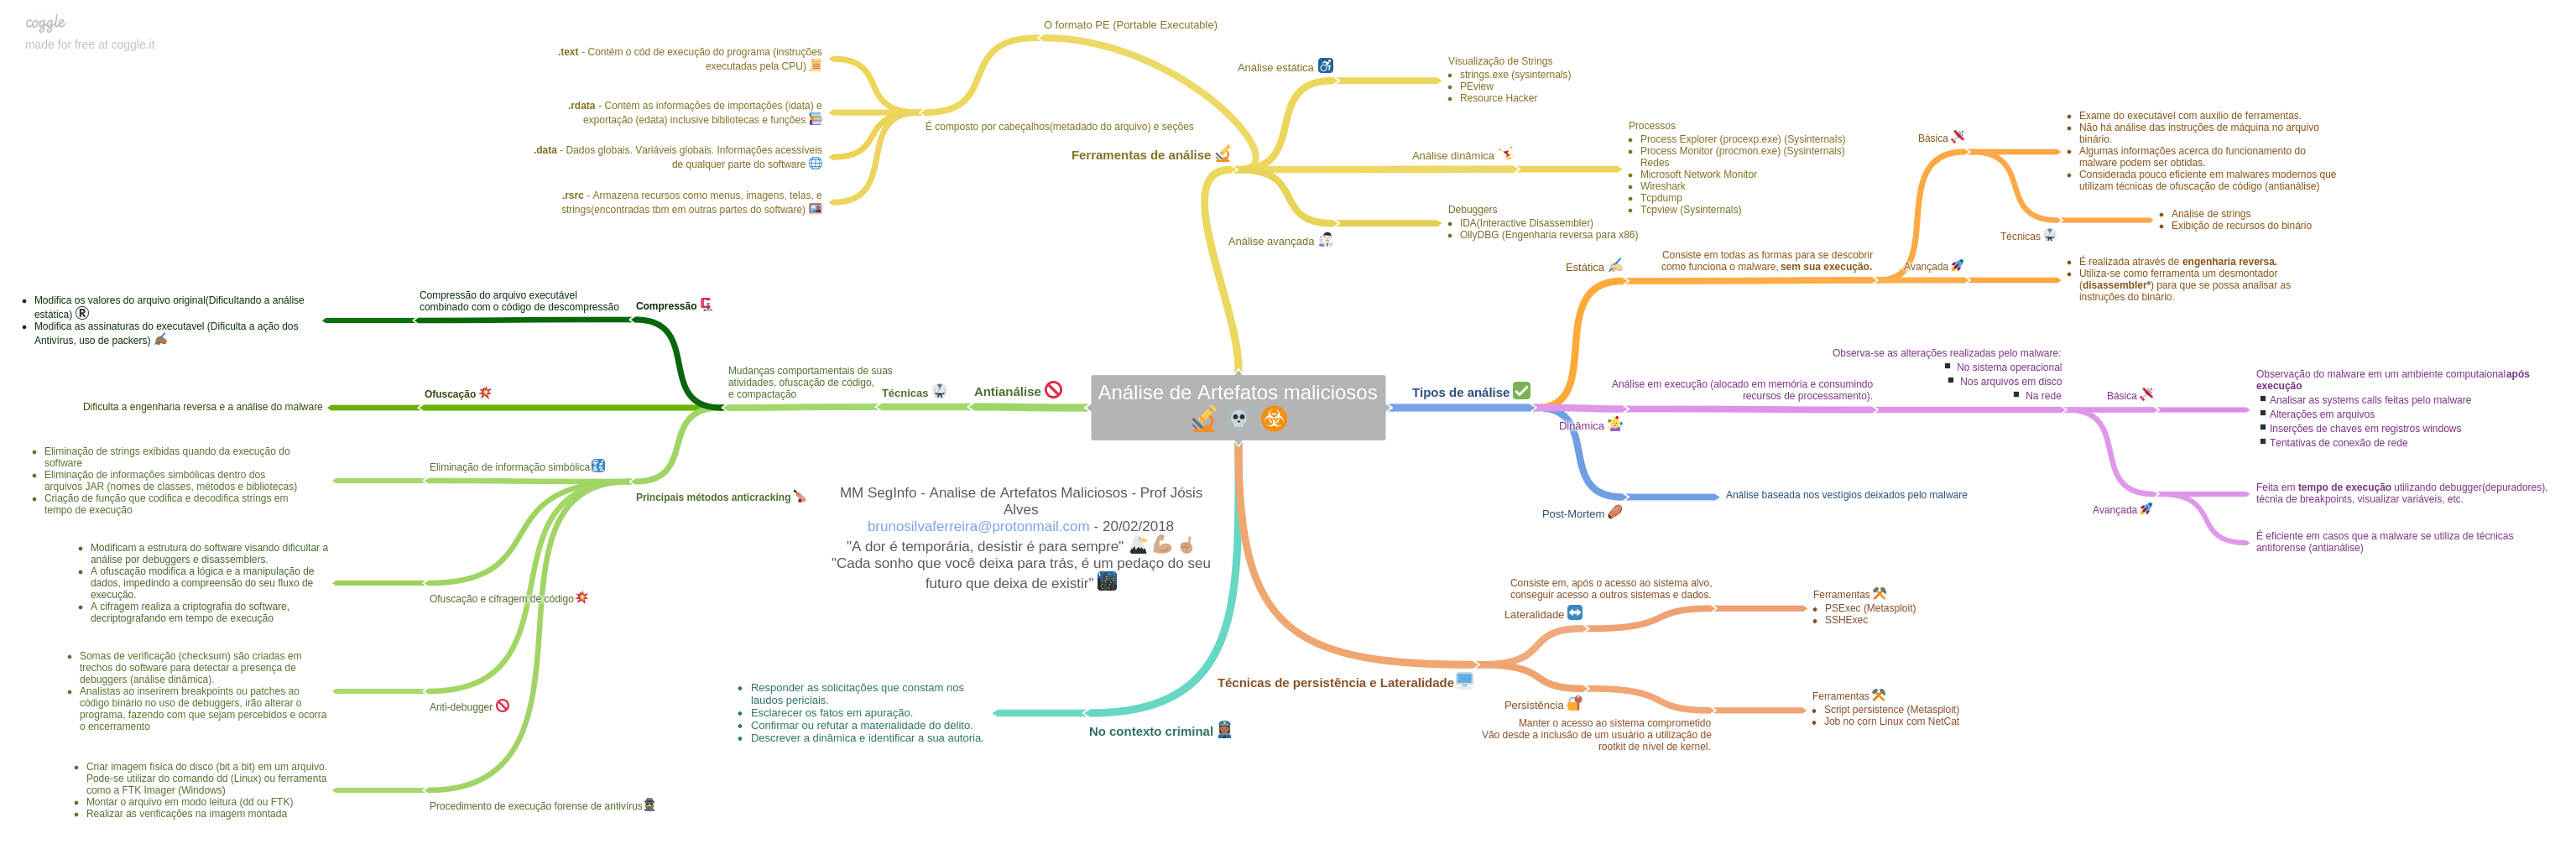 coggle
made for free at coggle.it
O formato PE (Portable Executable)
.text - Contém o cód de execução do programa (instruções
executadas pela CPU)
.rdata - Contém as informações de importações (idata) e
exportação (edata) inclusive bibliotecas e funções
.data - Dados globais. Variáveis globais. Informações acessíveis
de qualquer parte do software
.rsrc - Armazena recursos como menus, imagens, telas, e
strings(encontradas tbm em outras partes do software)
É composto por cabeçalhos(metadado do arquivo) e seções
Ferramentas de análise
Análise estática
Visualização de Strings
strings.exe (sysinternals)
PEview
Resource Hacker
Análise dinâmica
Processos
Process Explorer (procexp.exe) (Sysinternals)
Process Monitor (procmon.exe) (Sysinternals)
Redes
Microsoft Network Monitor
Wireshark
Tcpdump
Tcpview (Sysinternals)
Análise avançada
Debuggers
IDA(Interactive Disassembler)
OllyDBG (Engenharia reversa para x86)
Análise de Artefatos maliciosos
Tipos de análise
Estática
Consiste em todas as formas para se descobrir
como funciona o malware, sem sua execução.
Básica
Exame do executável com auxilio de ferramentas.
Não há análise das instruções de máquina no arquivo
binário.
Algumas informações acerca do funcionamento do
malware podem ser obtidas.
Considerada pouco eficiente em malwares modernos que
utilizam técnicas de ofuscação de código (antianálise)
Técnicas
Análise de strings
Exibição de recursos do binário
Avançada
É realizada através de engenharia reversa.
Utiliza-se como ferramenta um desmontador
(disassembler*) para que se possa analisar as
instruções do binário.
Dinâmica
Análise em execução (alocado em memória e consumindo
recursos de processamento).
Observa-se as alterações realizadas pelo malware:
No sistema operacional
Nos arquivos em disco
Na rede
Básica
Observação do malware em um ambiente computaionalapós
execução
Analisar as systems calls feitas pelo malware
Alterações em arquivos
Inserções de chaves em registros windows
Tentativas de conexão de rede
Avançada
Feita em tempo de execução utilizando debugger(depuradores),
técnia de breakpoints, visualizar variáveis, etc.
É eficiente em casos que a malware se utiliza de técnicas
antiforense (antianálise)
Post-Mortem
Análise baseada nos vestígios deixados pelo malware
Técnicas de persistência e Lateralidade
Lateralidade
Consiste em, após o acesso ao sistema alvo,
conseguir acesso a outros sistemas e dados.
Ferramentas
PSExec (Metasploit)
SSHExec
Persistência
Manter o acesso ao sistema comprometido
Vão desde a inclusão de um usuário a utilização de
rootkit de nível de kernel.
Ferramentas
Script persistence (Metasploit)
Job no corn Linux com NetCat
No contexto criminal
Responder as solicitações que constam nos
laudos periciais.
Esclarecer os fatos em apuração.
Confirmar ou refutar a materialidade do delito.
Descrever a dinâmica e identificar a sua autoria.
MM SegInfo - Analise de Artefatos Maliciosos - Prof Jósis
Alves
brunosilvaferreira@protonmail.com - 20/02/2018
"A dor é temporária, desistir é para sempre"
"Cada sonho que você deixa para trás, é um pedaço do seu
futuro que deixa de existir"
Antianálise
Técnicas
Mudanças comportamentais de suas
atividades, ofuscação de código,
e compactação
Compressão
Compressão do arquivo executável
combinado com o código de descompressão
Modifica os valores do arquivo original(Dificultando a análise
estática)
Modifica as assinaturas do executavel (Dificulta a ação dos
Antivírus, uso de packers)
Ofuscação
Dificulta a engenharia reversa e a análise do malware
Principais métodos anticracking
Eliminação de informação simbólica
Eliminação de strings exibidas quando da execução do
software
Eliminação de informações simbólicas dentro dos
arquivos JAR (nomes de classes, métodos e bibliotecas)
Criação de função que codifica e decodifica strings em
tempo de execução
Ofuscação e cifragem de código
Modificam a estrutura do software visando dificultar a
análise por debuggers e disassemblers.
A ofuscação modifica a lógica e a manipulação de
dados, impedindo a compreensão do seu fluxo de
execução.
A cifragem realiza a criptografia do software,
decriptografando em tempo de execução
Anti-debugger
Somas de verificação (checksum) são criadas em
trechos do software para detectar a presença de
debuggers (análise dinâmica).
Analistas ao inserirem breakpoints ou patches ao
código binário no uso de debuggers, irão alterar o
programa, fazendo com que sejam percebidos e ocorra
o encerramento
Procedimento de execução forense de antivírus
Criar imagem física do disco (bit a bit) em um arquivo.
Pode-se utilizar do comando dd (Linux) ou ferramenta
como a FTK Imager (Windows)
Montar o arquivo em modo leitura (dd ou FTK)
Realizar as verificações na imagem montada